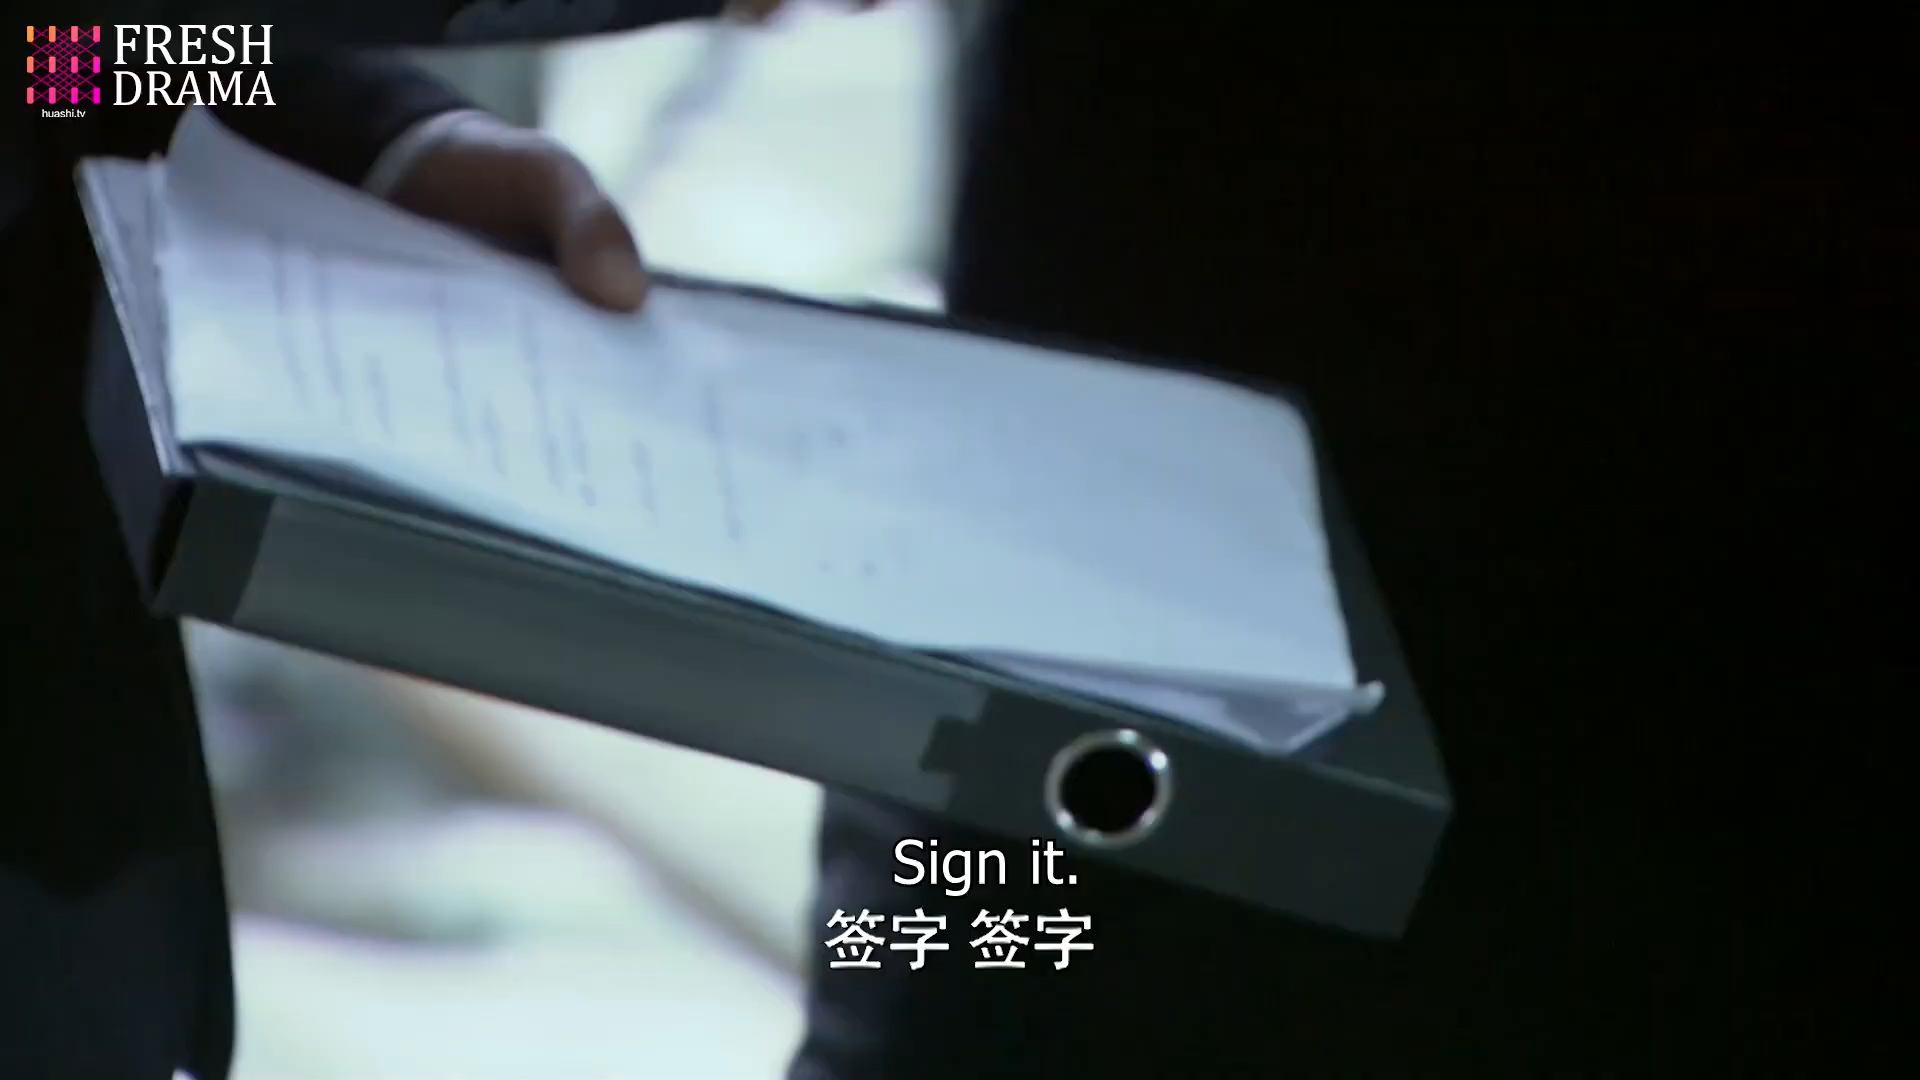 FRESH
DRAMA
huashi.tv
Sign it.
签字 签字